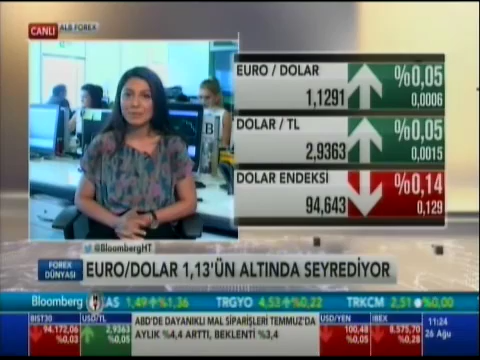 CANLI ALB FOREX
EURO / DOLAR
%0,05
1,1291
0,0006
DOLAR / TL
%0,05
2,9363
0,0015
DOLAR ENDEKSİ
%0,14
94,643
0,129
@BloombergHT
FOREX DÜNYASI
EURO/DOLAR 1,13'ÜN ALTINDA SEYREDİYOR
Bloomberg
AS 1,49 %1,36 TRGYO 4,53 %0,22 TRKCM 2,51 %0,00
BIST30 USD/TL ABD'DE DAYANIKLI MAL SİPARİŞLERİ TEMMUZ'DA USD/YEN IBEX 11:24
94.172,06 2,9363 AYLIK %4,4 ARTTI, BEKLENTİ %3,4 100,48 8.575,70 26 Ağu
%0,03 %0,05 %0,05 %0,28